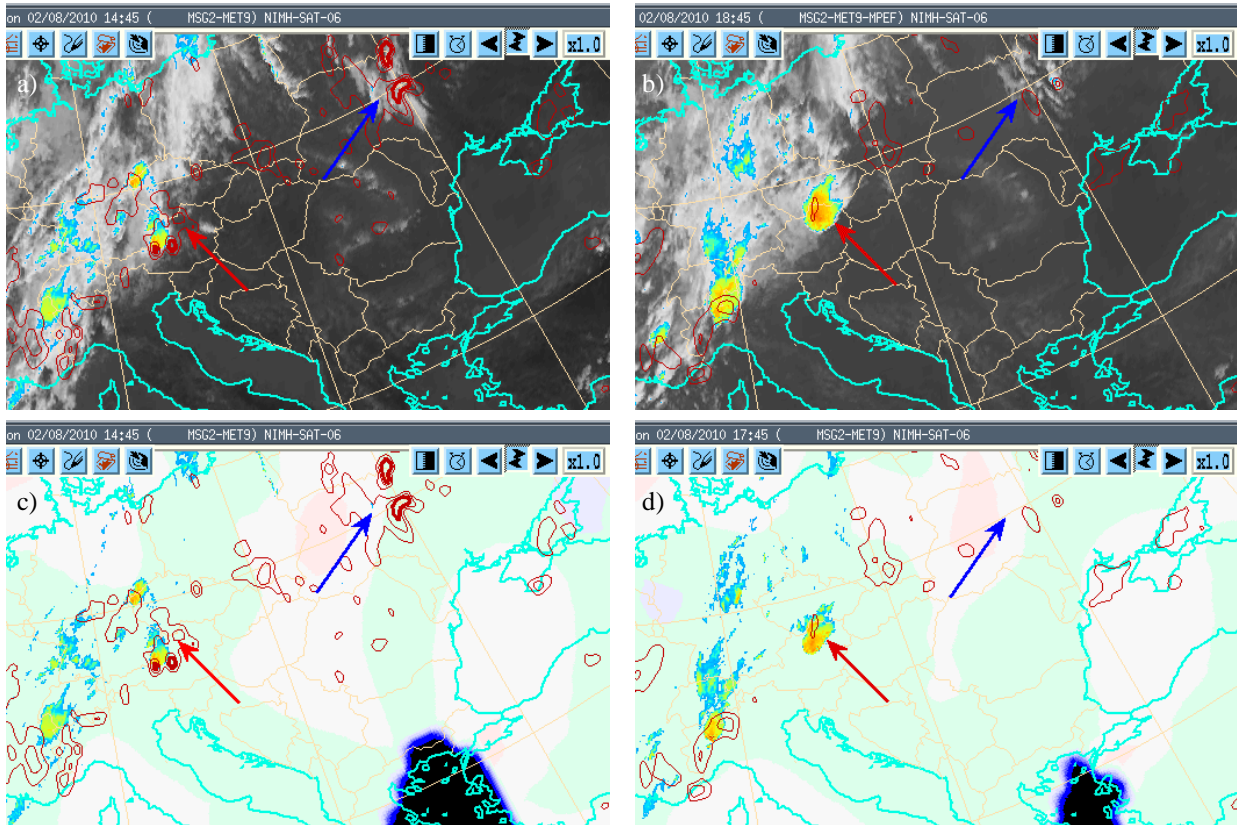 on 02/08/2010 14:45 ( MSG2-MET9) NIMH-SAT-06
x1.0
a)
02/08/2010 18:45 ( MSG2-MET9-MPEF) NIMH-SAT-06
x1.0
b)
on 02/08/2010 14:45 ( MSG2-MET9) NIMH-SAT-06
x1.0
c)
on 02/08/2010 17:45 ( MSG2-MET9) NIMH-SAT-06
x1.0
d)